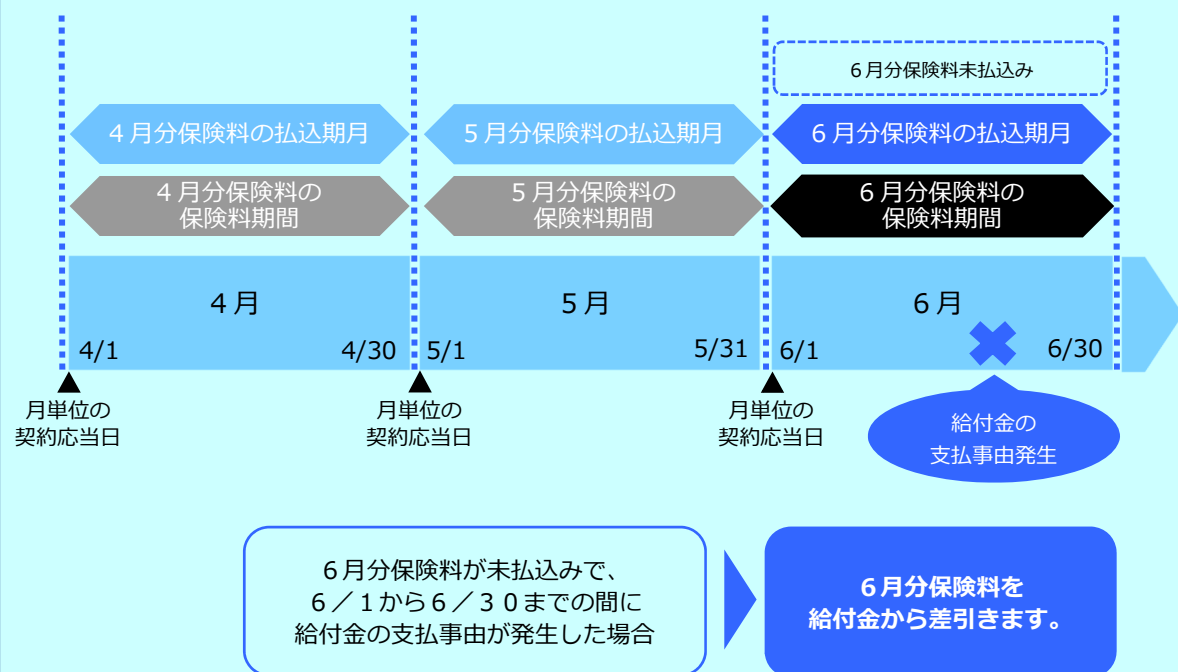 ６月分保険料未払込み
４月分保険料の払込期月
５月分保険料の払込期月
６月分保険料の払込期月
４月分保険料の
保険料期間
５月分保険料の
保険料期間
６月分保険料の
保険料期間
４月
５月
６月
4/1
4/30
5/1
5/31
6/1
6/30
月単位の
契約応当日
月単位の
契約応当日
月単位の
契約応当日
給付金の
支払事由発生
６月分保険料が未払込みで、
６／１から６／３０までの間に
給付金の支払事由が発生した場合
６月分保険料を
給付金から差引きます。